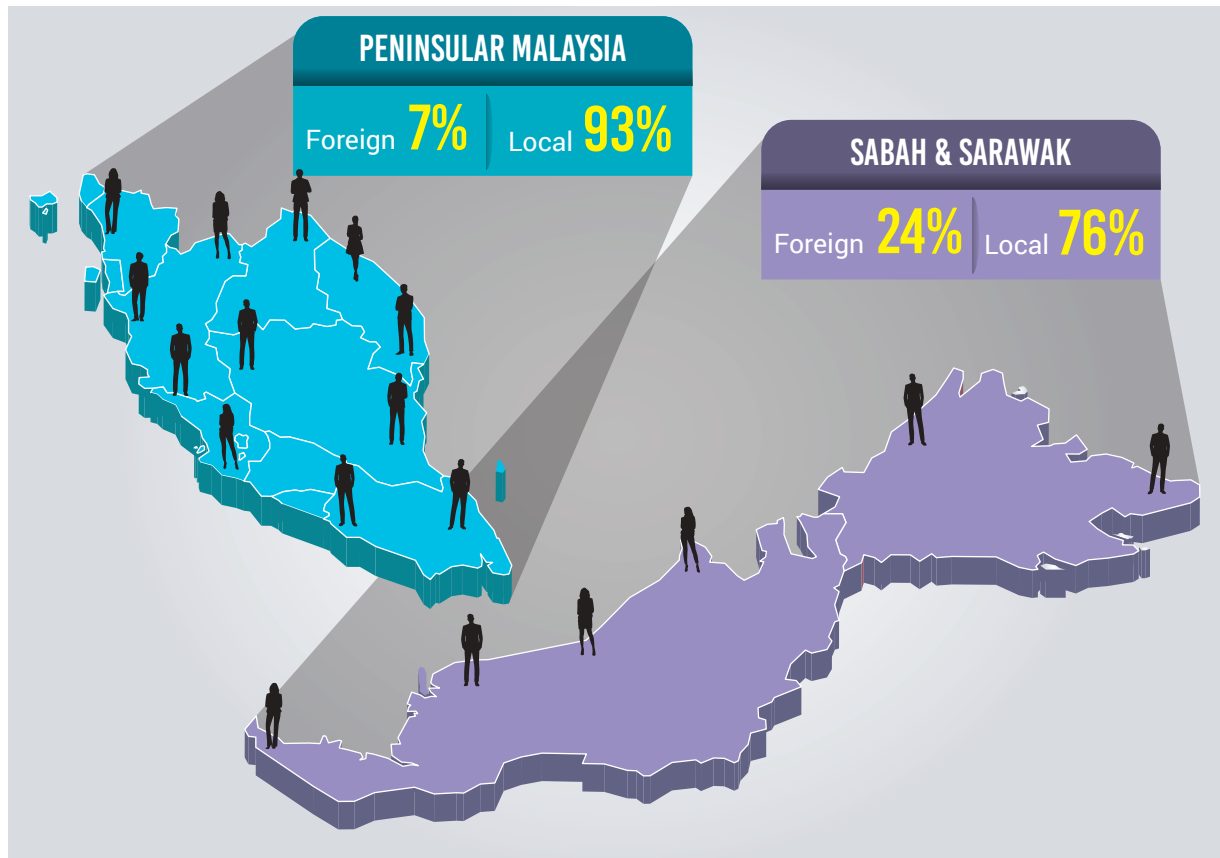 PENINSULAR MALAYSIA
Foreign 7% Local 93%
SABAH & SARAWAK
Foreign 24% Local 76%